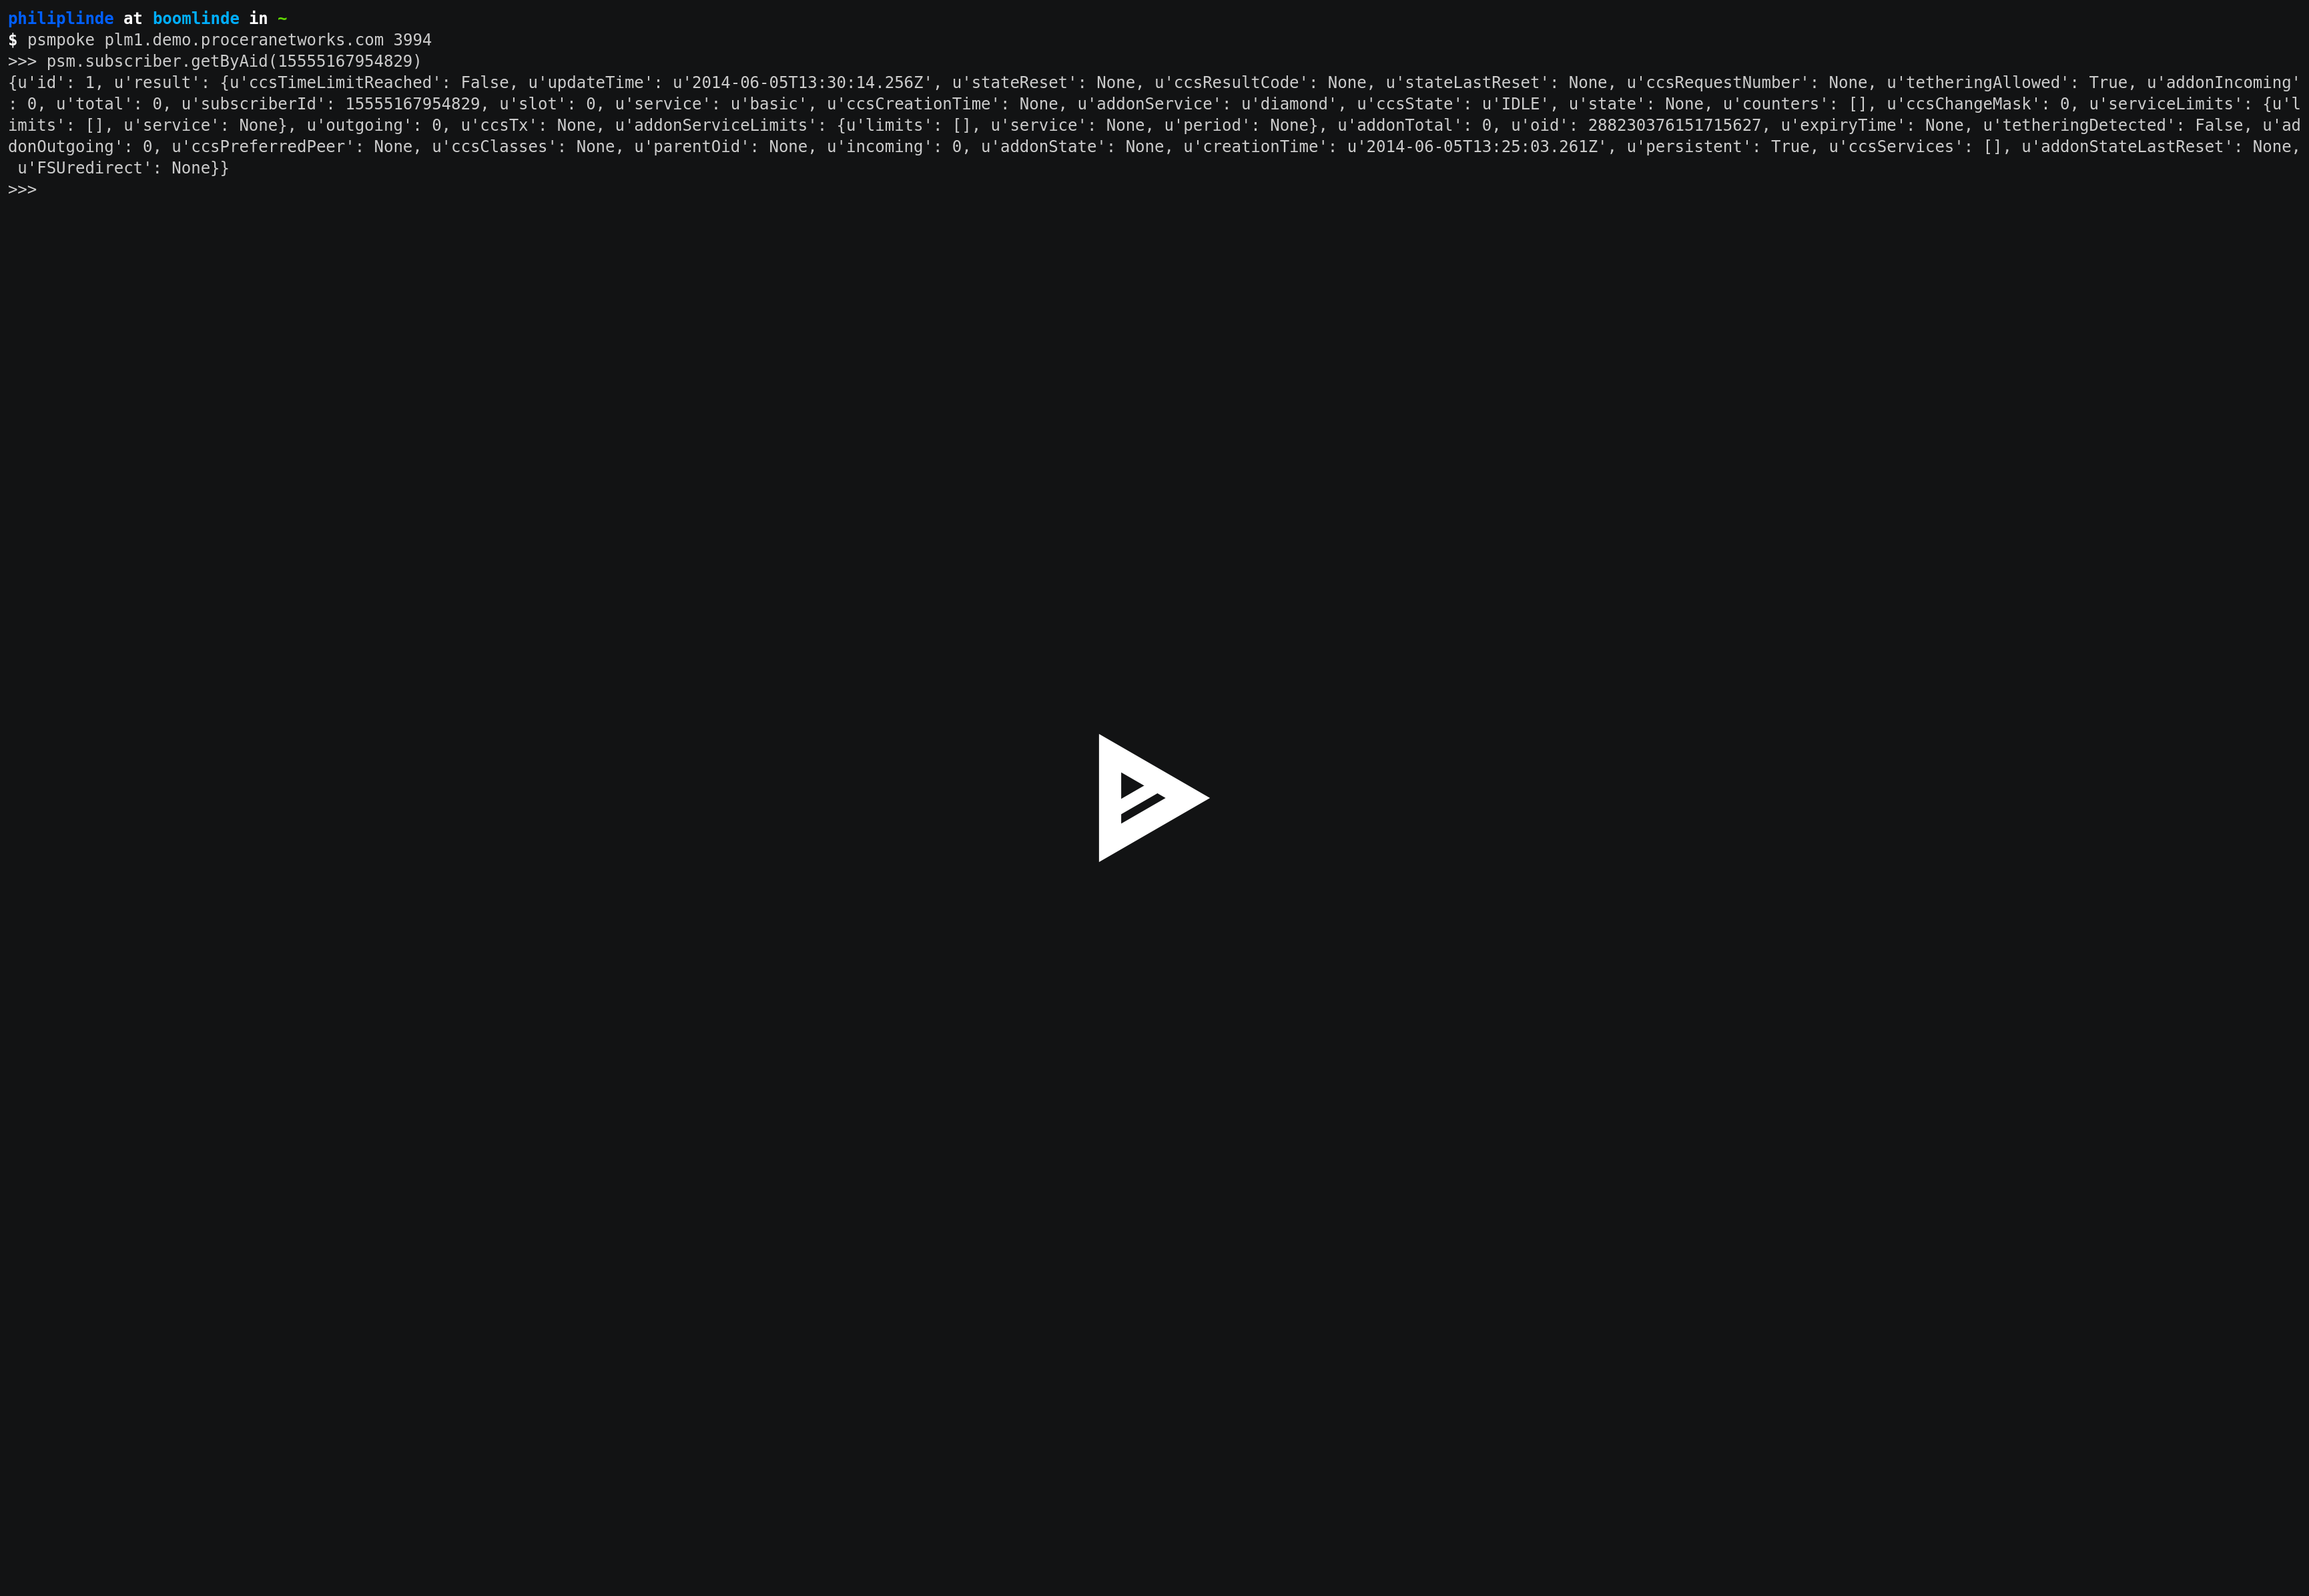 philiplinde at boomlinde in ~
$ psmpoke plm1.demo.proceranetworks.com 3994
>>> psm.subscriber.getByAid(15555167954829)
{u'id': 1, u'result': {u'ccsTimeLimitReached': False, u'updateTime': u'2014-06-05T13:30:14.256Z', u'stateReset': None, u'ccsResultCode': None, u'stateLastReset': None, u'ccsRequestNumber': None, u'tetheringAllowed': True, u'addonIncoming'
: 0, u'total': 0, u'subscriberId': 15555167954829, u'slot': 0, u'service': u'basic', u'ccsCreationTime': None, u'addonService': u'diamond', u'ccsState': u'IDLE', u'state': None, u'counters': [], u'ccsChangeMask': 0, u'serviceLimits': {u'l
imits': [], u'service': None}, u'outgoing': 0, u'ccsTx': None, u'addonServiceLimits': {u'limits': [], u'service': None, u'period': None}, u'addonTotal': 0, u'oid': 288230376151715627, u'expiryTime': None, u'tetheringDetected': False, u'ad
donOutgoing': 0, u'ccsPreferredPeer': None, u'ccsClasses': None, u'parentOid': None, u'incoming': 0, u'addonState': None, u'creationTime': u'2014-06-05T13:25:03.261Z', u'persistent': True, u'ccsServices': [], u'addonStateLastReset': None,
 u'FSUredirect': None}}
>>>